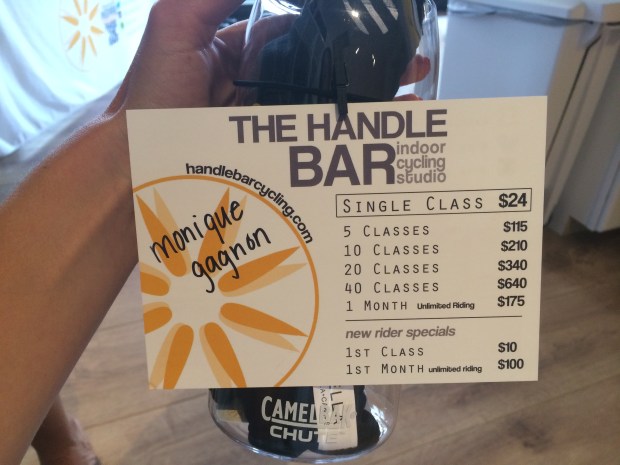 THE HANDLE
BAR indoor
cycling
studio
handlebarcycling.com
monique
gagnon
SINGLE CLASS $24
5 CLASSES $115
10 CLASSES $210
20 CLASSES $340
40 CLASSES $640
1 MONTH Unlimited Riding $175
new rider specials
1ST CLASS $10
1ST MONTH unlimited riding $100
CAMELBAK
CHUTE